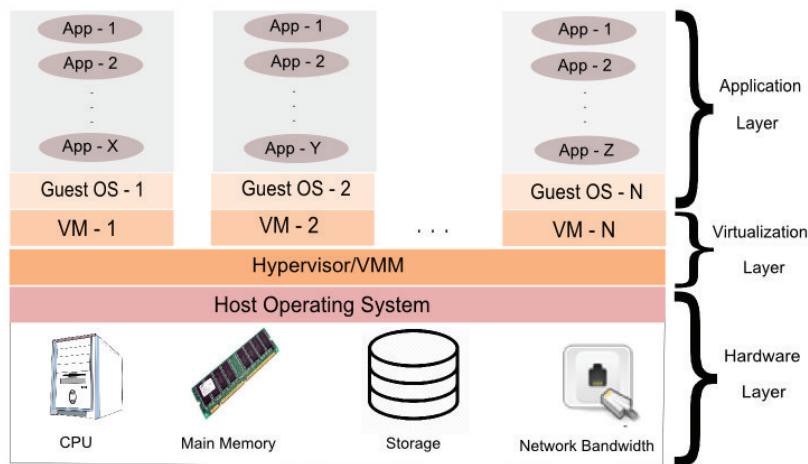 App - 1
App - 2
.
.
.
App - X
Guest OS - 1
VM - 1
App - 1
App - 2
.
.
.
App - Y
Guest OS - 2
VM - 2
. . .
App - 1
App - 2
.
.
.
App - Z
Guest OS - N
VM - N
Hypervisor/VMM
Host Operating System
CPU
Main Memory
Storage
Network Bandwidth
Application
Layer
Virtualization
Layer
Hardware
Layer